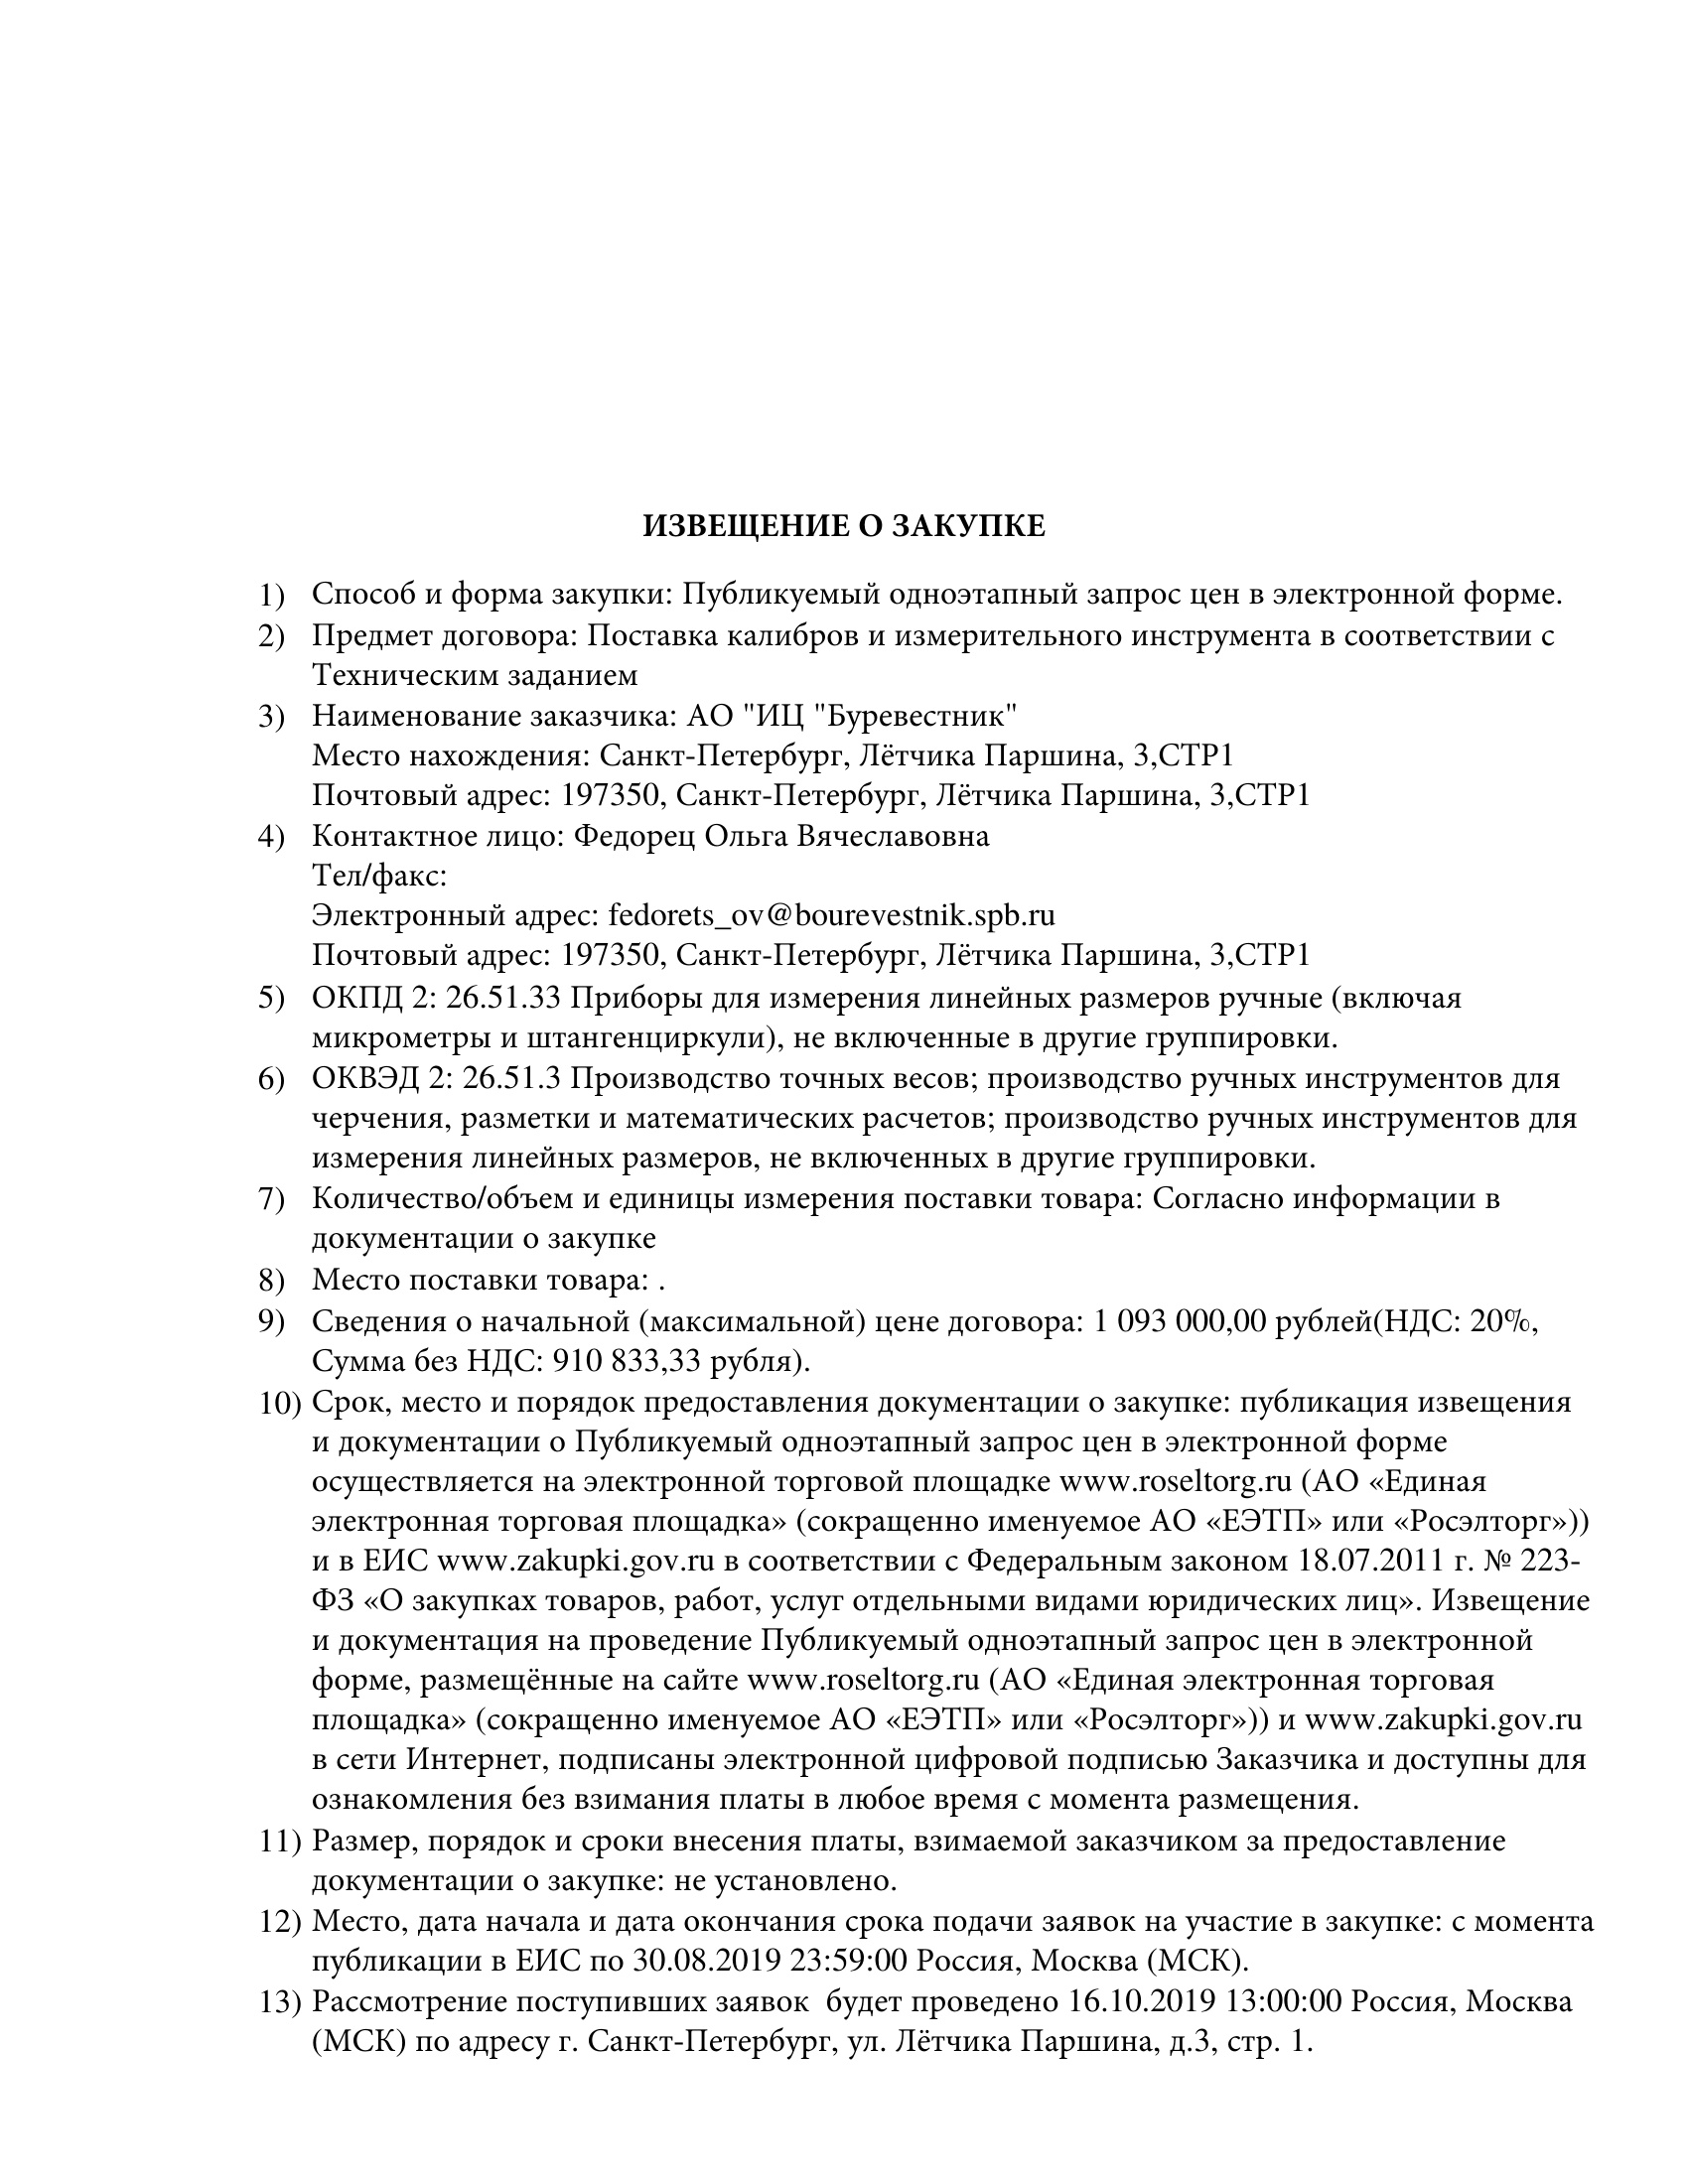 ИЗВЕЩЕНИЕ О ЗАКУПКЕ
1) Способ и форма закупки: Публикуемый одноэтапный запрос цен в электронной форме.
2) Предмет договора: Поставка калибров и измерительного инструмента в соответствии с
Техническим заданием
3) Наименование заказчика: АО "ИЦ "Буревестник"
Место нахождения: Санкт-Петербург, Лётчика Паршина, 3,СТР1
Почтовый адрес: 197350, Санкт-Петербург, Лётчика Паршина, 3,СТР1
4) Контактное лицо: Федорец Ольга Вячеславовна
Тел/факс:
Электронный адрес: fedorets_ov@bourevestnik.spb.ru
Почтовый адрес: 197350, Санкт-Петербург, Лётчика Паршина, 3,СТР1
5) ОКПД 2: 26.51.33 Приборы для измерения линейных размеров ручные (включая
микрометры и штангенциркули), не включенные в другие группировки.
6) ОКВЭД 2: 26.51.3 Производство точных весов; производство ручных инструментов для
черчения, разметки и математических расчетов; производство ручных инструментов для
измерения линейных размеров, не включенных в другие группировки.
7) Количество/объем и единицы измерения поставки товара: Согласно информации в
документации о закупке
8) Место поставки товара: .
9) Сведения о начальной (максимальной) цене договора: 1 093 000,00 рублей(НДС: 20%,
Сумма без НДС: 910 833,33 рубля).
10) Срок, место и порядок предоставления документации о закупке: публикация извещения
и документации о Публикуемый одноэтапный запрос цен в электронной форме
осуществляется на электронной торговой площадке www.roseltorg.ru (АО «Единая
электронная торговая площадка» (сокращенно именуемое АО «ЕЭТП» или «Росэлторг»))
и в ЕИС www.zakupki.gov.ru в соответствии с Федеральным законом 18.07.2011 г. № 223-
ФЗ «О закупках товаров, работ, услуг отдельными видами юридических лиц». Извещение
и документация на проведение Публикуемый одноэтапный запрос цен в электронной
форме, размещённые на сайте www.roseltorg.ru (АО «Единая электронная торговая
площадка» (сокращенно именуемое АО «ЕЭТП» или «Росэлторг»)) и www.zakupki.gov.ru
в сети Интернет, подписаны электронной цифровой подписью Заказчика и доступны для
ознакомления без взимания платы в любое время с момента размещения.
11) Размер, порядок и сроки внесения платы, взимаемой заказчиком за предоставление
документации о закупке: не установлено.
12) Место, дата начала и дата окончания срока подачи заявок на участие в закупке: с момента
публикации в ЕИС по 30.08.2019 23:59:00 Россия, Москва (МСК).
13) Рассмотрение поступивших заявок  будет проведено 16.10.2019 13:00:00 Россия, Москва
(МСК) по адресу г. Санкт-Петербург, ул. Лётчика Паршина, д.3, стр. 1.